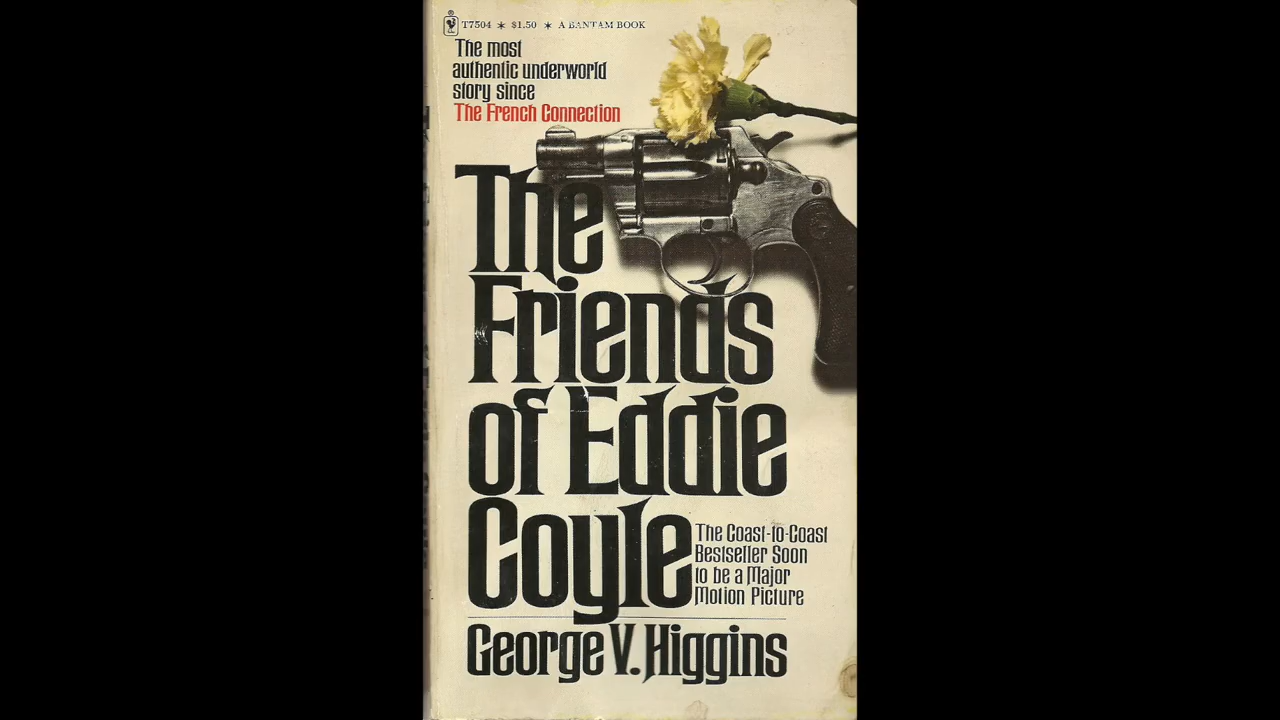 T7504 * $1.50 * A BANTAM BOOK
The most
authentic underworld
story since
The French Connection
The
Friends
of Eddie
Coyle
The Coast-to-Coast
Bestseller Soon
to be a Major
Motion Picture
George V. Higgins